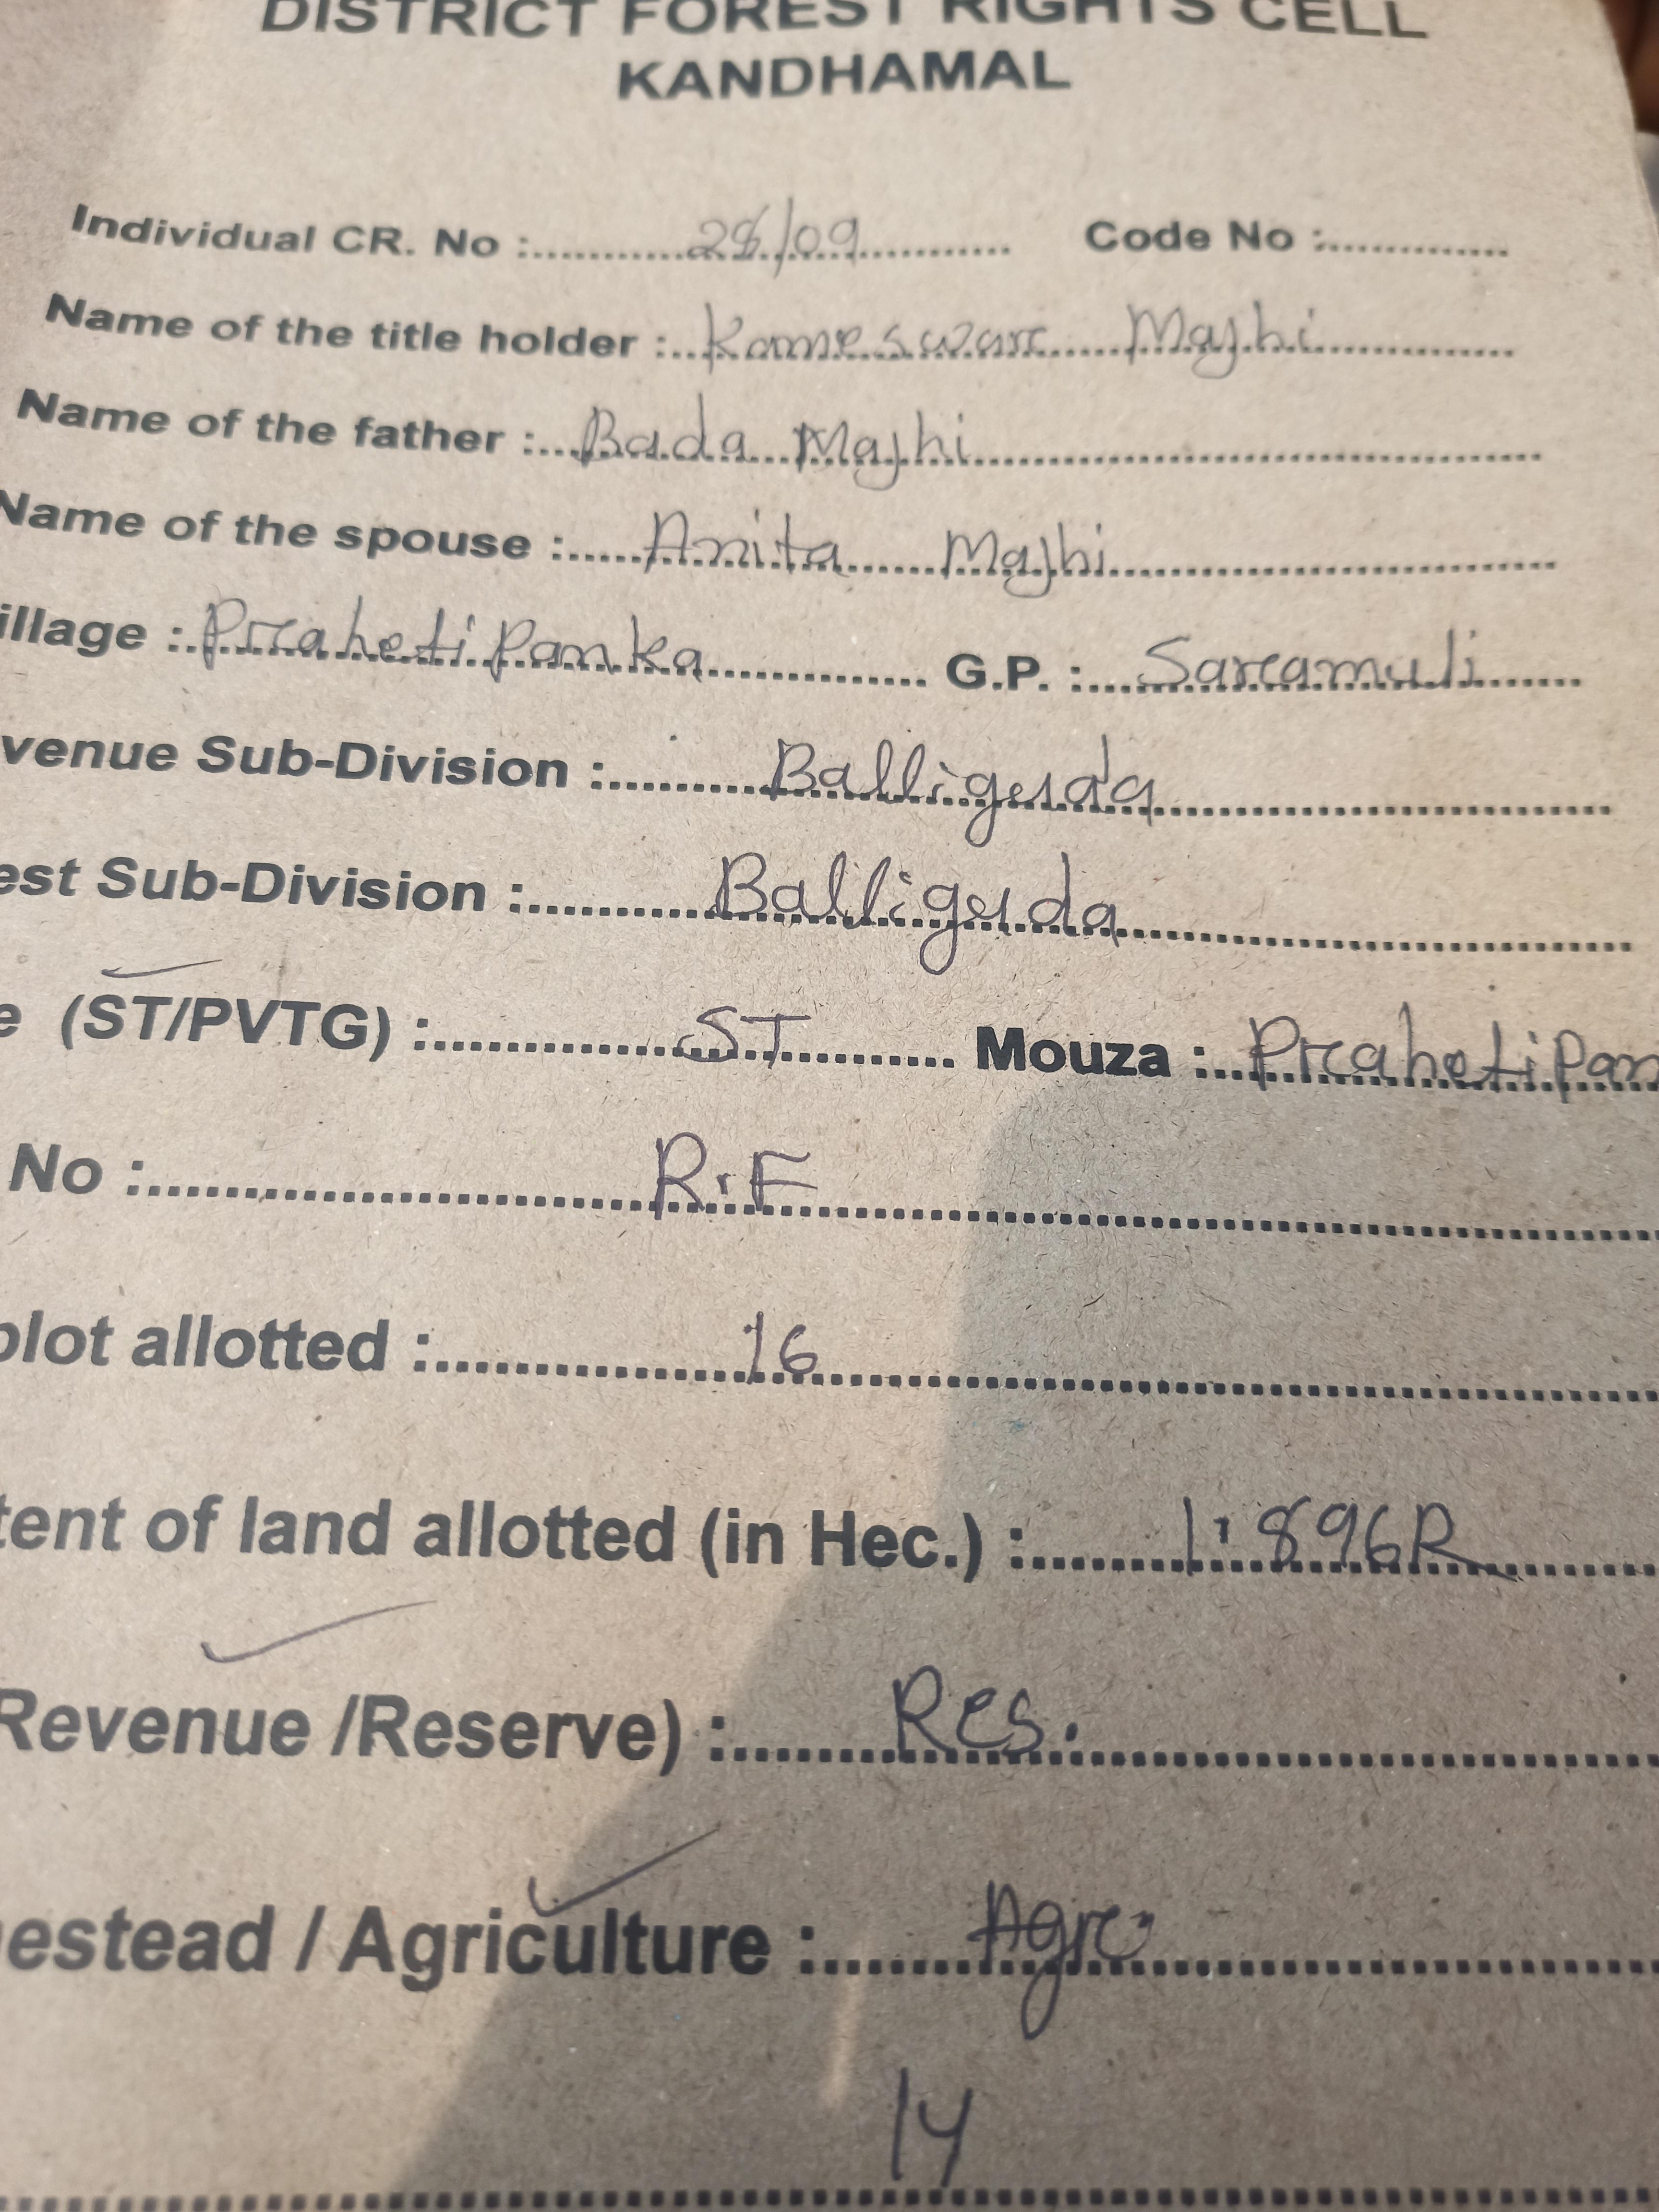 DISTRICT FOREST RIGHTS CELL
KANDHAMAL
Individual CR. No :............28/09............ Code No :..............
Name of the title holder :...Kameswar Majhi
Name of the father :...Bada Majhi
Name of the spouse :.....Anita Majhi
illage :.Prahetipanka............ G.P. :....Saramuli.......
venue Sub-Division :..........Balliguda
est Sub-Division :............Balliguda
e (ST/PVTG) :..............ST........... Mouza :...Prahetipan
No :....................R.F
plot allotted :..............16
tent of land allotted (in Hec.) :.......1.896R
Revenue /Reserve) :.......Res.
estead / Agriculture :.......Agr.
14